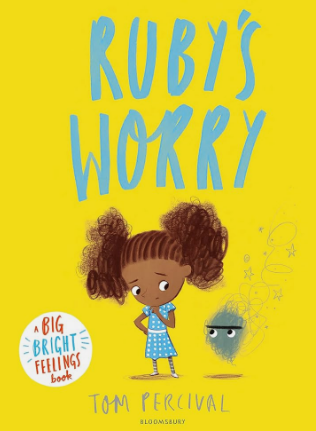 RUBY'S
WORRY
A BIG
BRIGHT
FEELINGS
book
TOM PERCIVAL
BLOOMSBURY